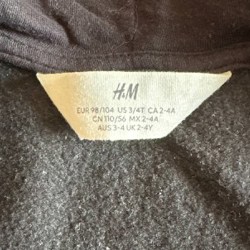 H&M
EUR 98/104 US 3/4T CA 2-4A
CN 110/56 MX 2-4A
AUS 3-4 UK 2-4Y